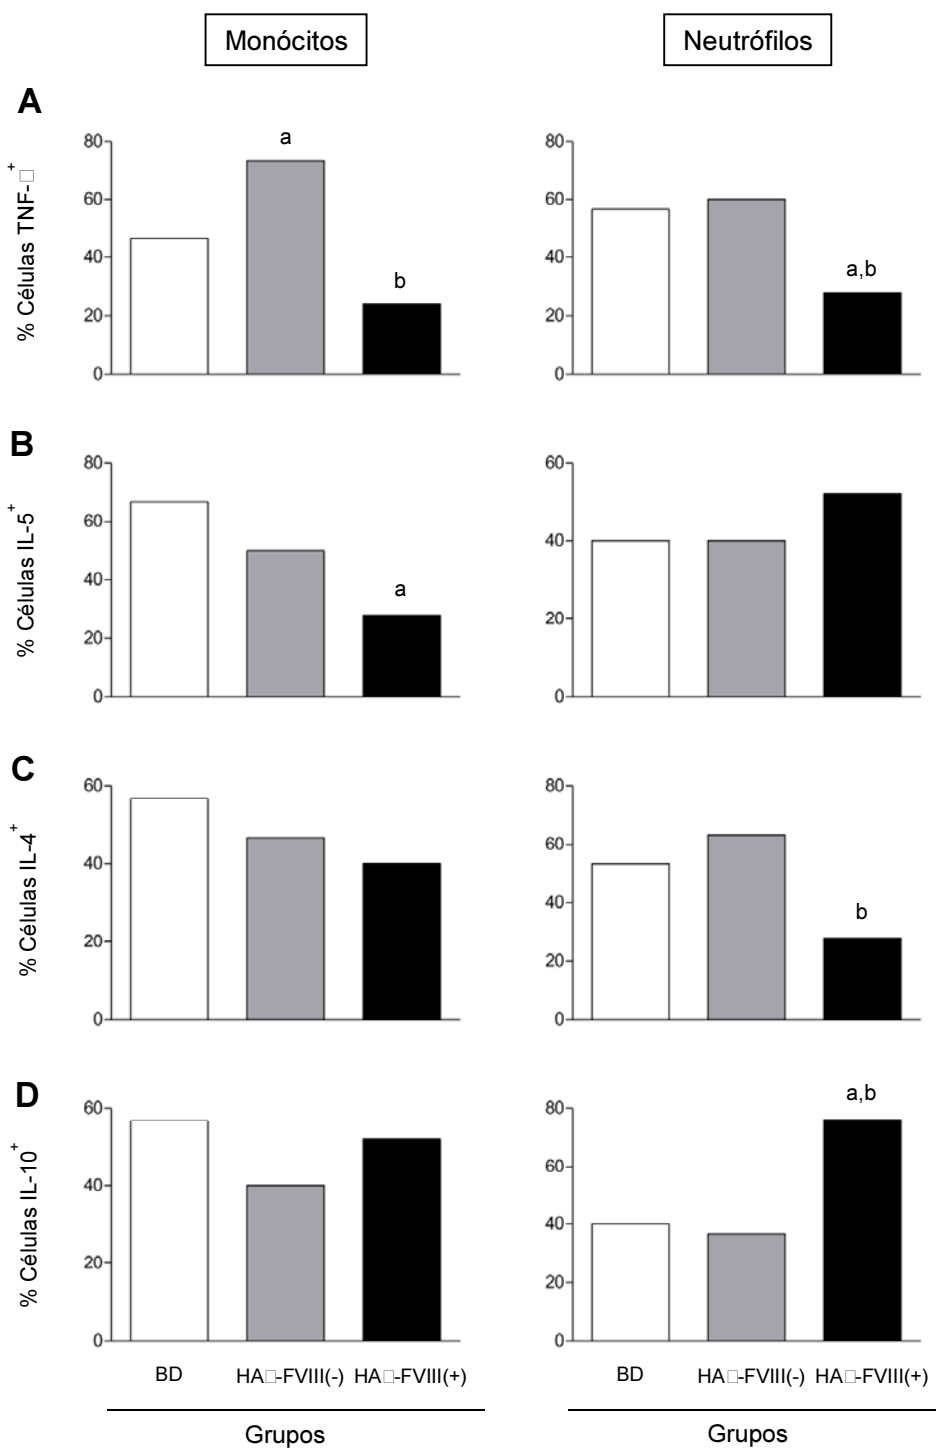 Monócitos
Neutrófilos
A
% Células TNF-□⁺
80
60
40
20
0
a
b
80
60
40
20
0
a,b
B
% Células IL-5⁺
80
60
40
20
0
a
60
40
20
0
C
% Células IL-4⁺
60
40
20
0
80
60
40
20
0
b
D
% Células IL-10⁺
60
40
20
0
80
60
40
20
0
a,b
BD HA□-FVIII(-) HA□-FVIII(+)
BD HA□-FVIII(-) HA□-FVIII(+)
Grupos
Grupos